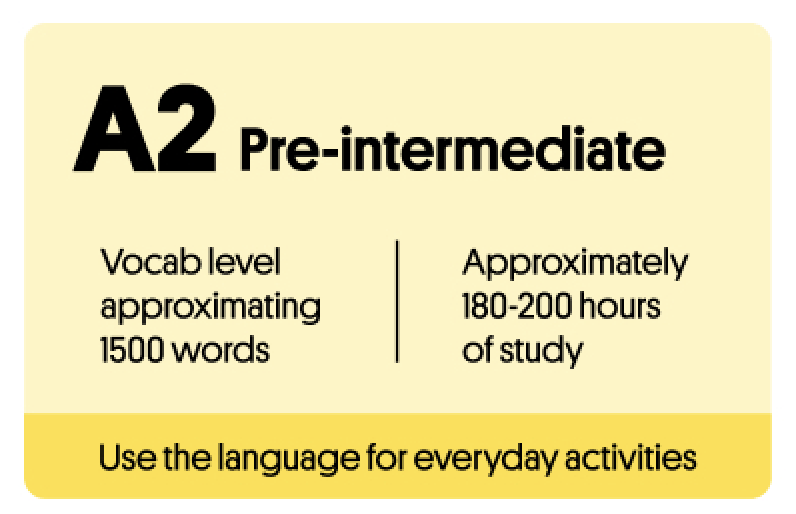 A2 Pre-intermediate
Vocab level
approximating
1500 words
Approximately
180-200 hours
of study
Use the language for everyday activities